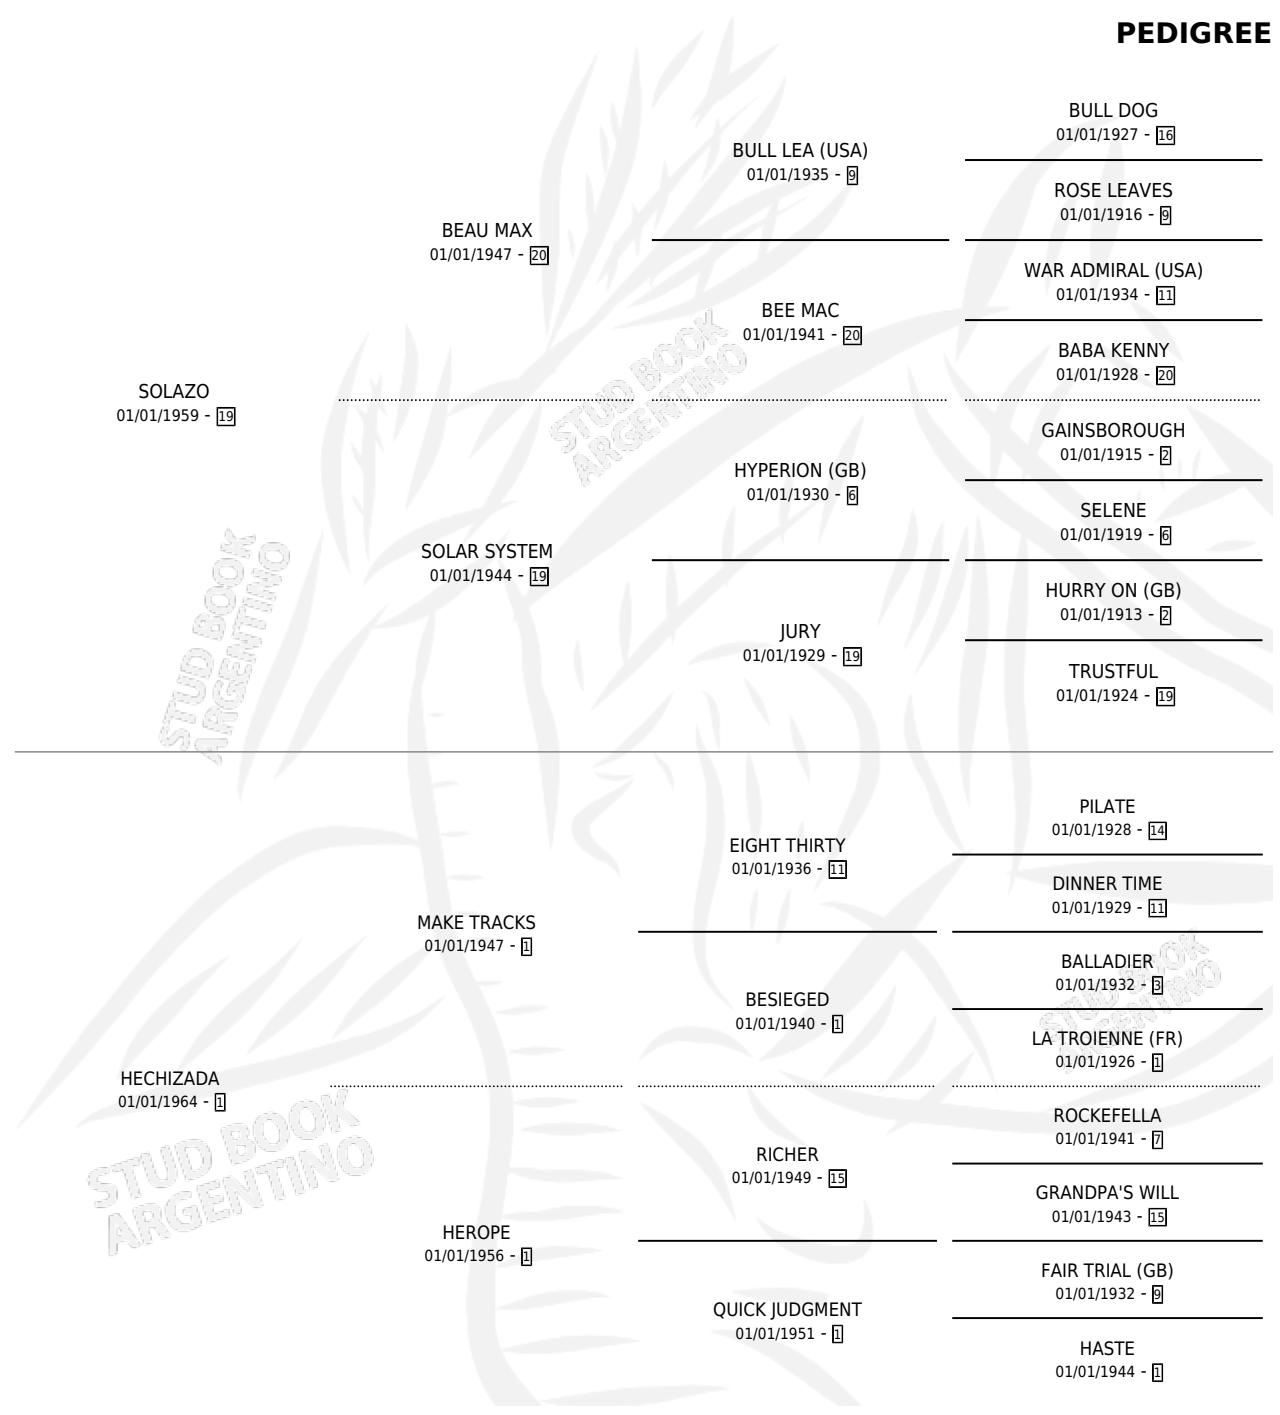 PEDIGREE
BULL DOG
01/01/1927 - 16
BULL LEA (USA)
01/01/1935 - 9
ROSE LEAVES
01/01/1916 - 9
BEAU MAX
01/01/1947 - 20
WAR ADMIRAL (USA)
01/01/1934 - 11
BEE MAC
01/01/1941 - 20
BABA KENNY
01/01/1928 - 20
SOLAZO
01/01/1959 - 19
GAINSBOROUGH
01/01/1915 - 2
HYPERION (GB)
01/01/1930 - 6
SELENE
01/01/1919 - 6
SOLAR SYSTEM
01/01/1944 - 19
HURRY ON (GB)
01/01/1913 - 2
JURY
01/01/1929 - 19
TRUSTFUL
01/01/1924 - 19
PILATE
01/01/1928 - 14
EIGHT THIRTY
01/01/1936 - 11
DINNER TIME
01/01/1929 - 11
MAKE TRACKS
01/01/1947 - 1
BALLADIER
01/01/1932 - 3
BESIEGED
01/01/1940 - 1
LA TROIENNE (FR)
01/01/1926 - 1
HECHIZADA
01/01/1964 - 1
ROCKEFELLA
01/01/1941 - 7
RICHER
01/01/1949 - 15
GRANDPA'S WILL
01/01/1943 - 15
HEROPE
01/01/1956 - 1
FAIR TRIAL (GB)
01/01/1932 - 9
QUICK JUDGMENT
01/01/1951 - 1
HASTE
01/01/1944 - 1
STUD BOOK
ARGENTINO
STUD BOOK
ARGENTINO
STUD BOOK
ARGENTINO
STUD BOOK
ARGENTINO